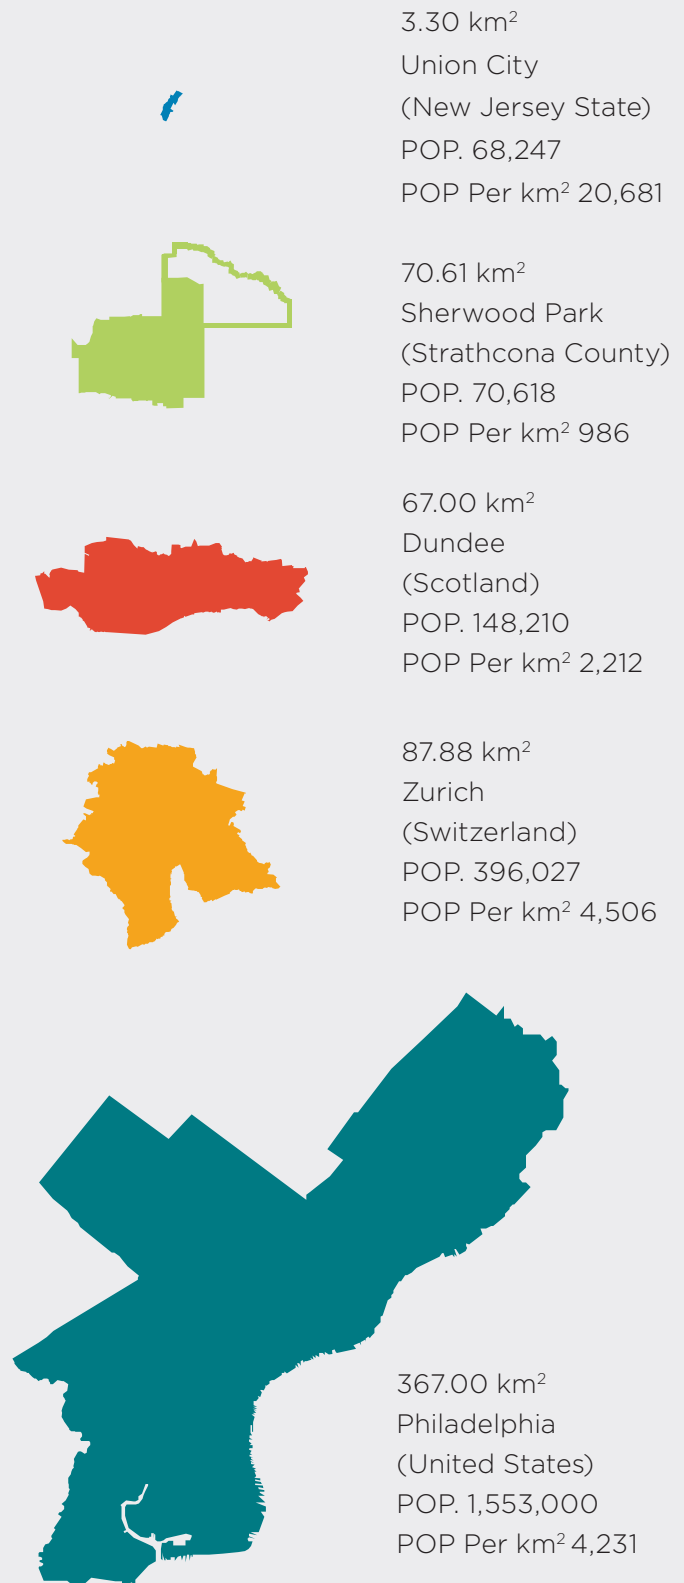 3.30 km²
Union City
(New Jersey State)
POP. 68,247
POP Per km² 20,681
70.61 km²
Sherwood Park
(Strathcona County)
POP. 70,618
POP Per km² 986
67.00 km²
Dundee
(Scotland)
POP. 148,210
POP Per km² 2,212
87.88 km²
Zurich
(Switzerland)
POP. 396,027
POP Per km² 4,506
367.00 km²
Philadelphia
(United States)
POP. 1,553,000
POP Per km² 4,231